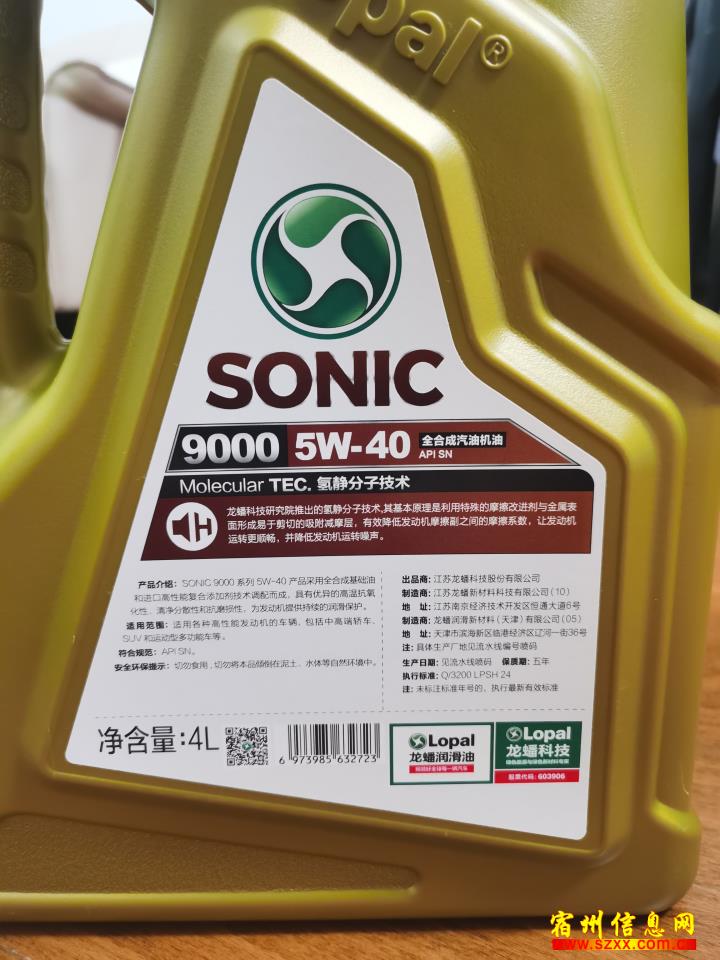 opal®
SONIC
9000 5W-40 全合成汽油机油
API SN
Molecular TEC. 氢静分子技术
龙蟠科技研究院推出的氢静分子技术,其基本原理是利用特殊的摩擦改进剂与金属表
面形成易于剪切的吸附减摩层，有效降低发动机摩擦副之间的摩擦系数，让发动机
运转更顺畅，并降低发动机运转噪声。
产品介绍：SONIC 9000 系列 5W-40 产品采用全合成基础油
和进口高性能复合添加剂技术调配而成，具有优异的高温抗氧
化性、清净分散性和抗磨损性，为发动机提供持续的润滑保护。
适用范围：适用各种高性能发动机的车辆，包括中高端轿车、
SUV 和运动型多功能车等。
符合规范：API SN。
安全环保提示：切勿食用，切勿将本品倾倒在泥土、水体等自然环境中。
出品商：江苏龙蟠科技股份有限公司
制造商：江苏龙蟠新材料科技有限公司（10）
地 址：江苏南京经济技术开发区恒通大道6号
制造商：龙蟠润滑新材料（天津）有限公司（05）
地 址：天津市滨海新区临港经济区辽河一街36号
注：具体生产厂地见流水线编号喷码
生产日期：见流水线喷码 保质期：五年
执行标准：Q/3200 LPSH 24
注：未标注标准年号的，执行最新有效标准
净含量:4L
6 973985 632723
Lopal
龙蟠润滑油
Lopal
龙蟠科技
股票代码：603906
宿州信息网
www.szxx.com.cn